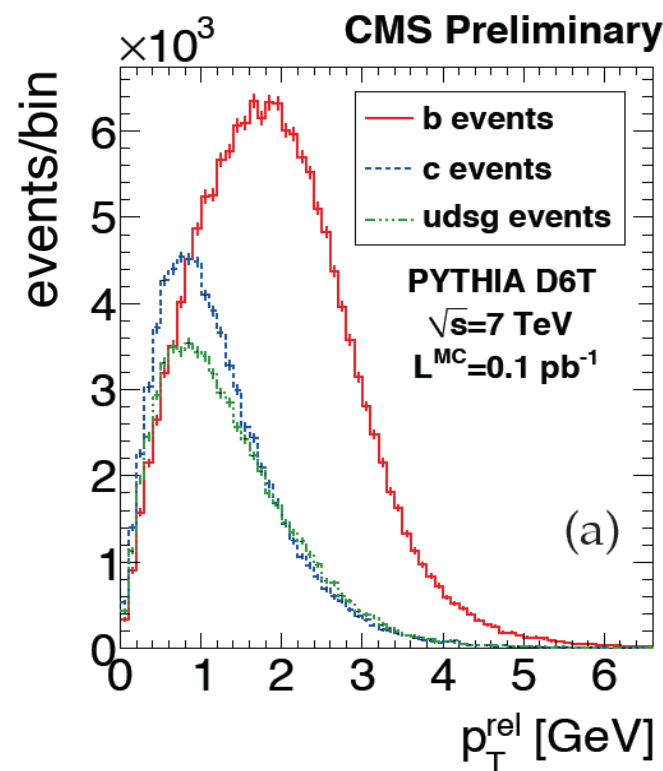 ×10³ CMS Preliminary
events/bin
b events
c events
udsg events
PYTHIA D6T
√s=7 TeV
L^MC=0.1 pb⁻¹
(a)
6
5
4
3
2
1
0
0 1 2 3 4 5 6
p_T^rel [GeV]